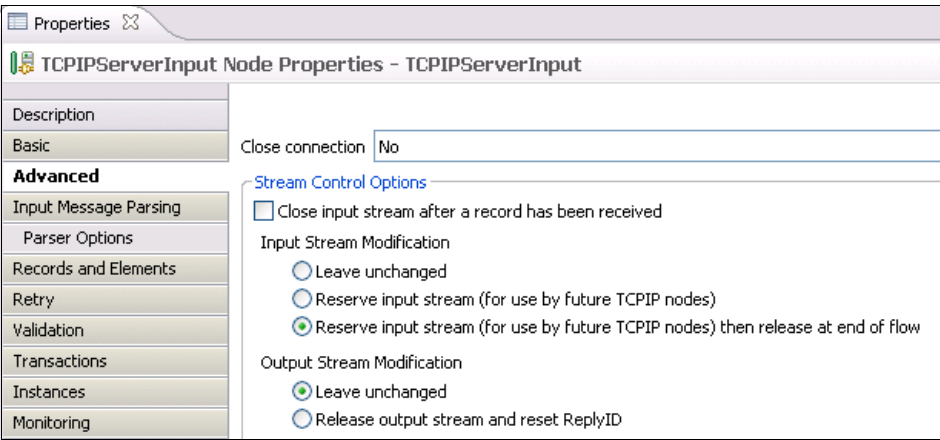 Properties
TCPIPServerInput Node Properties - TCPIPServerInput
Description
Basic
Advanced
Input Message Parsing
Parser Options
Records and Elements
Retry
Validation
Transactions
Instances
Monitoring
Close connection No
Stream Control Options
Close input stream after a record has been received
Input Stream Modification
Leave unchanged
Reserve input stream (for use by future TCPIP nodes)
Reserve input stream (for use by future TCPIP nodes) then release at end of flow
Output Stream Modification
Leave unchanged
Release output stream and reset ReplyID